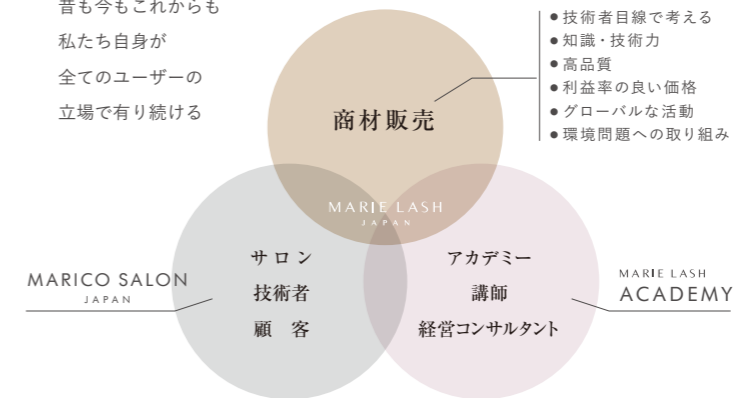 昔も今もこれからも
私たち自身が
全てのユーザーの
立場で有り続ける
●技術者目線で考える
●知識・技術力
●高品質
●利益率の良い価格
●グローバルな活動
●環境問題への取り組み
商材販売
MARIE LASH
JAPAN
MARICO SALON
JAPAN
サロン
技術者
顧　客
アカデミー
講師
経営コンサルタント
MARIE LASH
ACADEMY